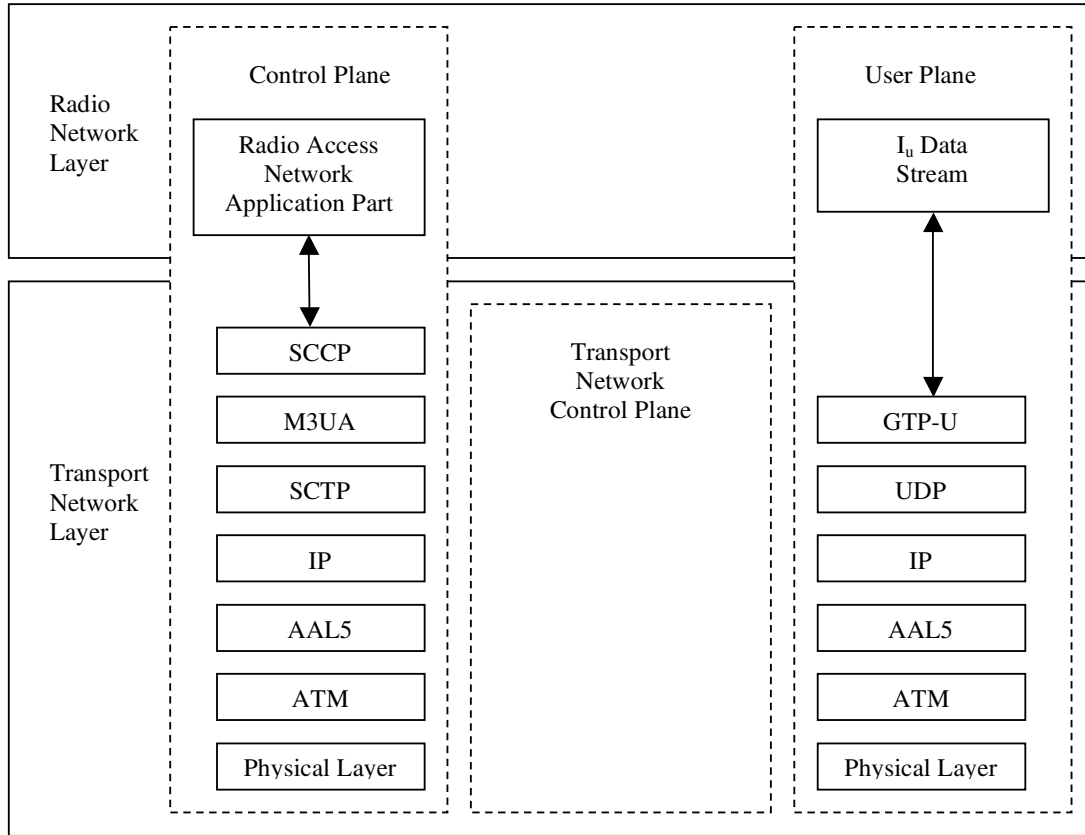 Radio
Network
Layer
Control Plane
Radio Access
Network
Application Part
User Plane
Iᵤ Data
Stream
Transport
Network
Layer
SCCP
M3UA
SCTP
IP
AAL5
ATM
Physical Layer
Transport
Network
Control Plane
GTP-U
UDP
IP
AAL5
ATM
Physical Layer